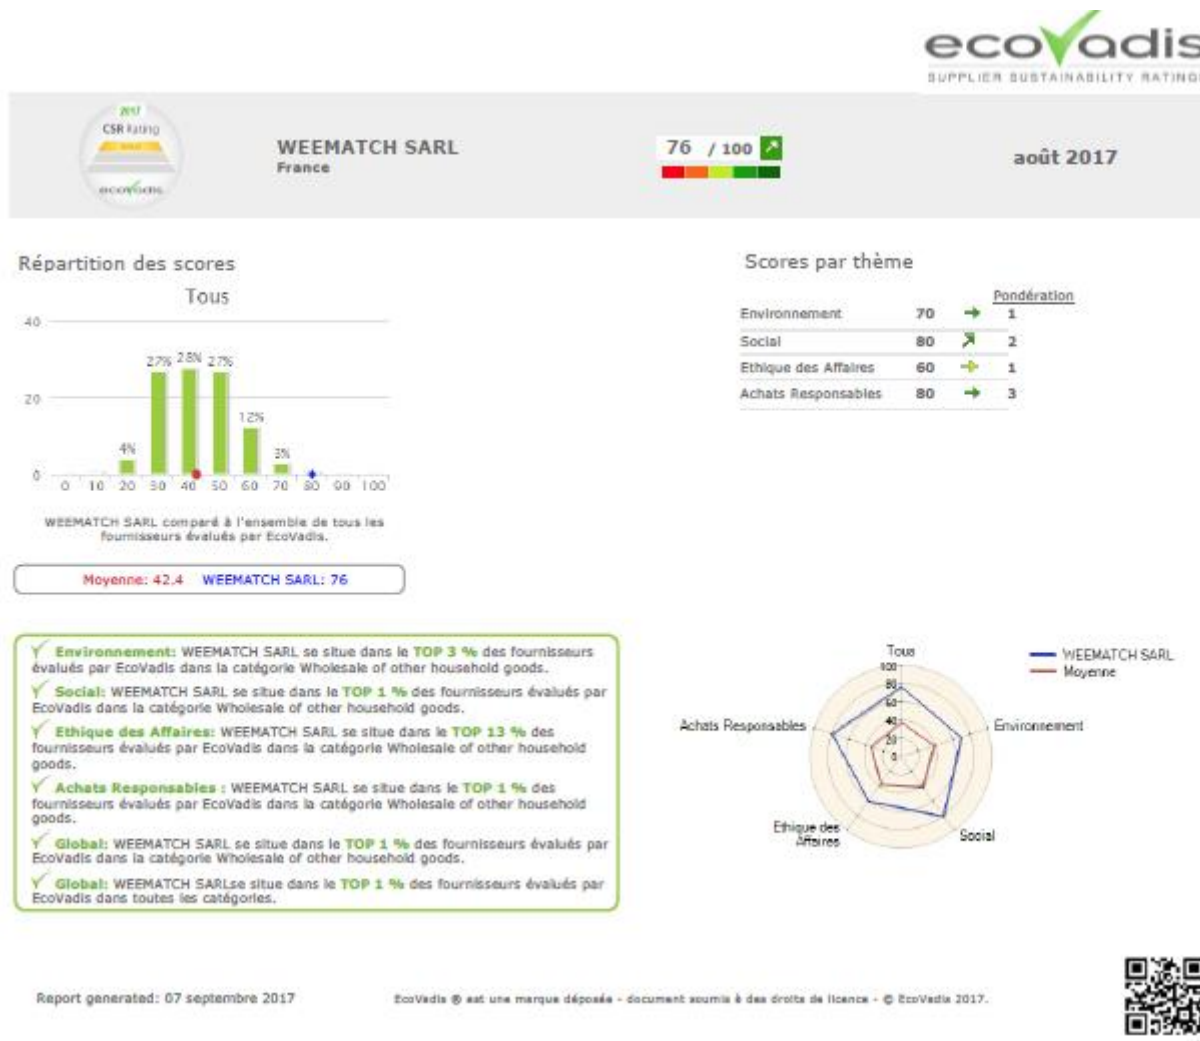 ecoVadis
SUPPLIER SUSTAINABILITY RATINGS
2017
CSR Rating
GOLD
ecovadis
WEEMATCH SARL
France
76 / 100
août 2017
Répartition des scores
Tous
40
27% 28% 27%
20
12%
4%
3%
0
0 10 20 30 40 50 60 70 80 90 100
WEEMATCH SARL comparé à l'ensemble de tous les
fournisseurs évalués par EcoVadis.
Moyenne: 42.4 WEEMATCH SARL: 76
Scores par thème
Pondération
Environnement 70 1
Social 80 2
Ethique des Affaires 60 1
Achats Responsables 80 3
Environnement: WEEMATCH SARL se situe dans le TOP 3 % des fournisseurs
évalués par EcoVadis dans la catégorie Wholesale of other household goods.
Social: WEEMATCH SARL se situe dans le TOP 1 % des fournisseurs évalués par
EcoVadis dans la catégorie Wholesale of other household goods.
Ethique des Affaires: WEEMATCH SARL se situe dans le TOP 13 % des
fournisseurs évalués par EcoVadis dans la catégorie Wholesale of other household
goods.
Achats Responsables : WEEMATCH SARL se situe dans le TOP 1 % des
fournisseurs évalués par EcoVadis dans la catégorie Wholesale of other household
goods.
Global: WEEMATCH SARL se situe dans le TOP 1 % des fournisseurs évalués par
EcoVadis dans la catégorie Wholesale of other household goods.
Global: WEEMATCH SARLse situe dans le TOP 1 % des fournisseurs évalués par
EcoVadis dans toutes les catégories.
Tous
100
80
60
40
20
0
Environnement
Social
Ethique des
Affaires
Achats Responsables
WEEMATCH SARL
Moyenne
Report generated: 07 septembre 2017
EcoVadis ® est une marque déposée - document soumis à des droits de licence - © EcoVadis 2017.